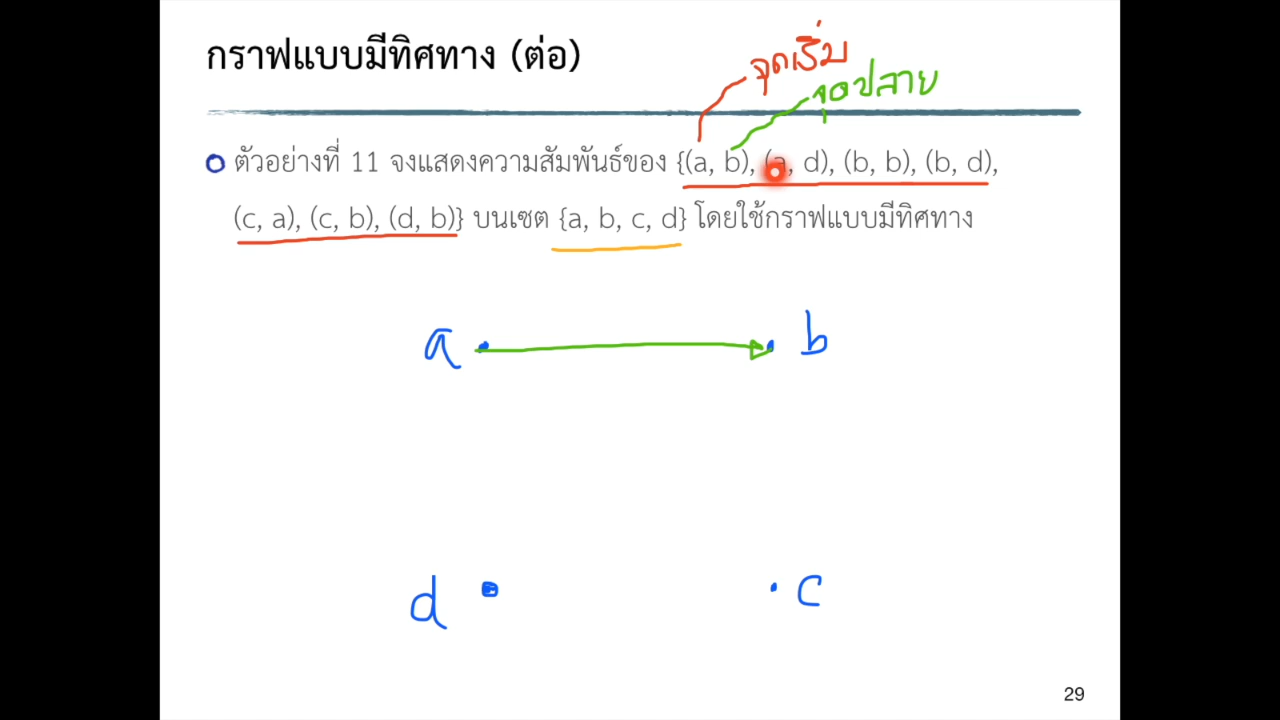 กราฟแบบมีทิศทาง (ต่อ)
จุดเริ่ม
จุดปลาย
ตัวอย่างที่ 11 จงแสดงความสัมพันธ์ของ {(a, b), (a, d), (b, b), (b, d),
(c, a), (c, b), (d, b)} บนเซต {a, b, c, d} โดยใช้กราฟแบบมีทิศทาง
a b
d c
29